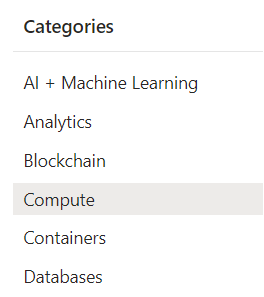 Categories
AI + Machine Learning
Analytics
Blockchain
Compute
Containers
Databases